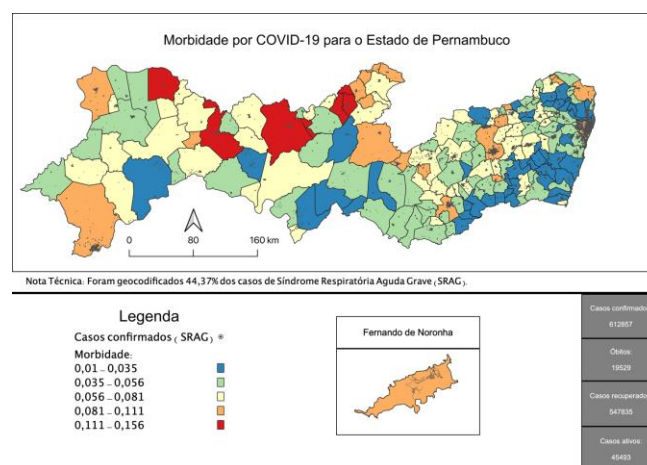 Morbidade por COVID-19 para o Estado de Pernambuco
0 80 160 km
Nota Técnica: Foram geocodificados 44,37% dos casos de Síndrome Respiratória Aguda Grave (SRAG).
Legenda
Casos confirmados ( SRAG )
Morbidade:
0,01 – 0,035
0,035 – 0,056
0,056 – 0,081
0,081 – 0,111
0,111 – 0,156
Fernando de Noronha
Casos confirmado
612857
Óbitos:
19529
Casos recuperado
547835
Casos ativos:
45493